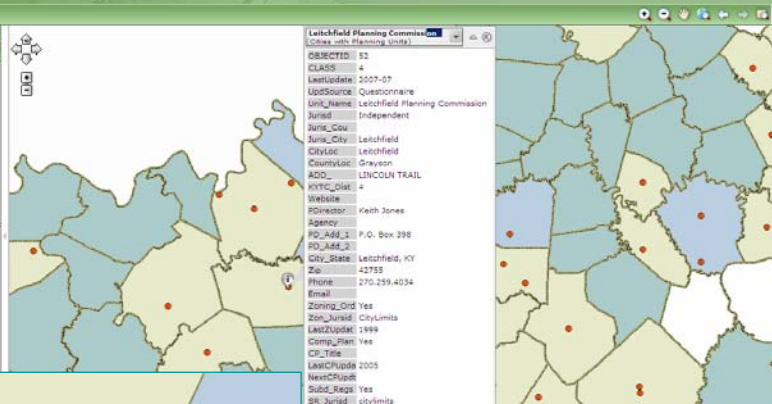 Leitchfield Planning Commission
(Cities with Planning Units)
OBJECTID 52
CLASS 4
LastUpdate 2007-07
UpdSource Questionnaire
Unit_Name Leitchfield Planning Commission
Jurisd Independent
Juris_Cou
Juris_City Leitchfield
CityLoc Leitchfield
CountyLoc Grayson
ADD_ LINCOLN TRAIL
KYTC_Dist 4
Website
PDirector Keith Jones
Agency
PD_Add_1 P.O. Box 398
PD_Add_2
City_State Leitchfield, KY
Zip 42755
Phone 270.259.4034
Email
Zoning_Ord Yes
Zon_Jursid CityLimits
LastZUpdat 1999
Comp_Plan Yes
CP_Title
LastCPUpda 2005
NextCPUpdt
Subd_Regs Yes
SR_Jurisd citylimits